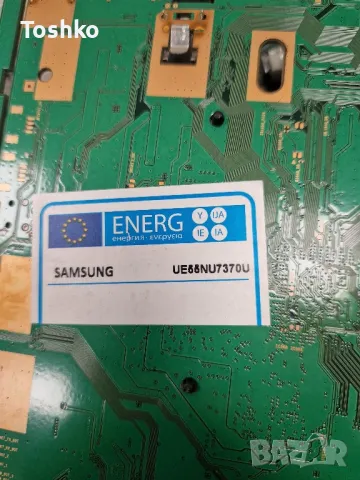 Toshko
ENERG
енергия · ενεργεια
Y IJA
IE IA
SAMSUNG UE55NU7370U
BAZAR